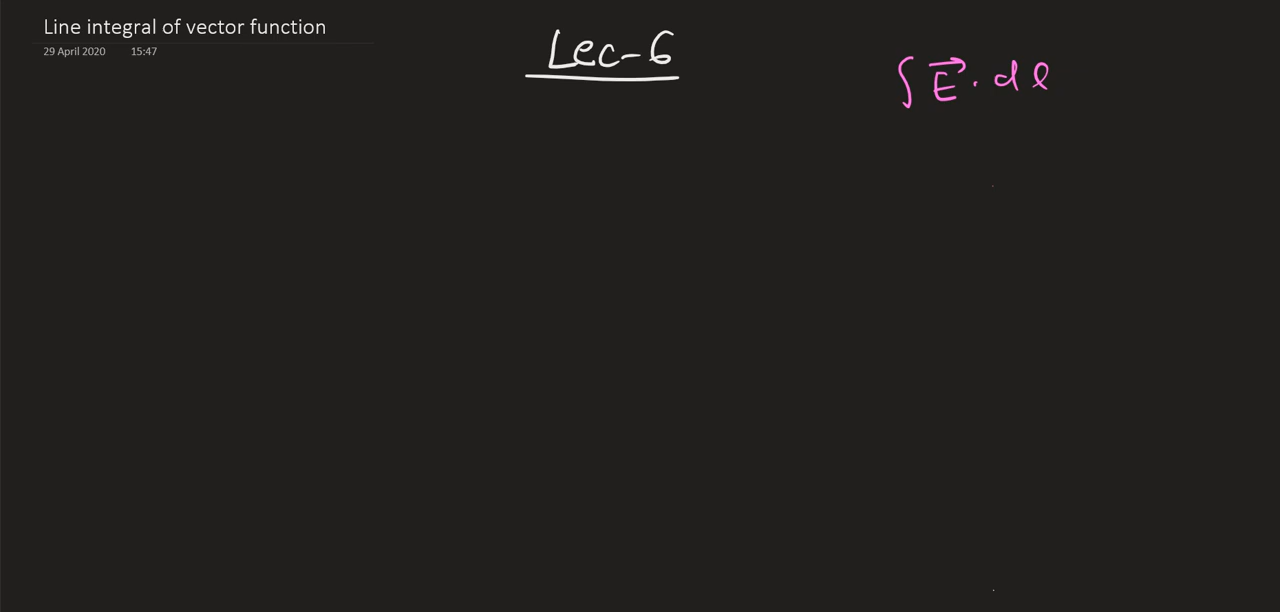 Line integral of vector function
29 April 2020 15:47
Lec-6
∫ E⃗ . dl